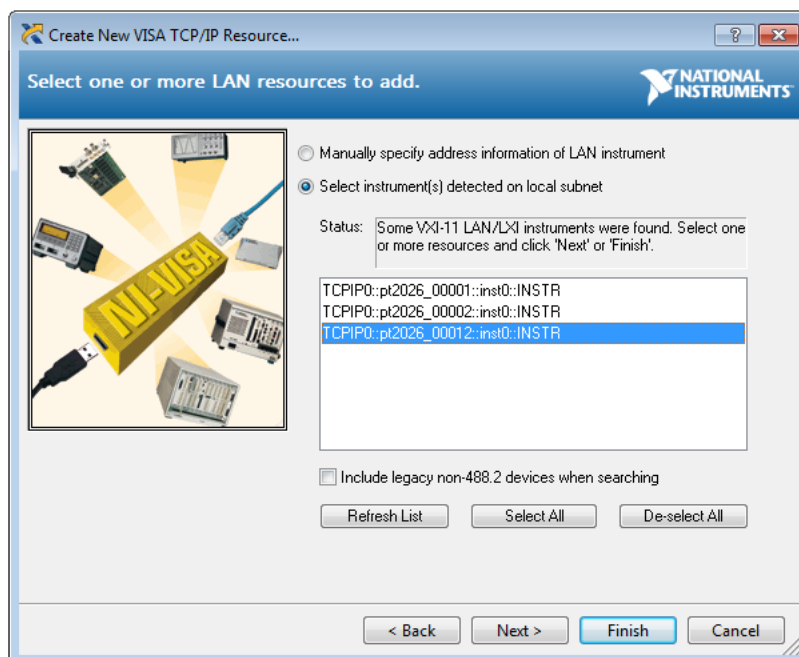 Create New VISA TCP/IP Resource...
Select one or more LAN resources to add.
NATIONAL
INSTRUMENTS
NI-VISA
Manually specify address information of LAN instrument
Select instrument(s) detected on local subnet
Status:
Some VXI-11 LAN/LXI instruments were found. Select one
or more resources and click 'Next' or 'Finish'.
TCPIP0::pt2026_00001::inst0::INSTR
TCPIP0::pt2026_00002::inst0::INSTR
TCPIP0::pt2026_00012::inst0::INSTR
Include legacy non-488.2 devices when searching
Refresh List
Select All
De-select All
< Back
Next >
Finish
Cancel